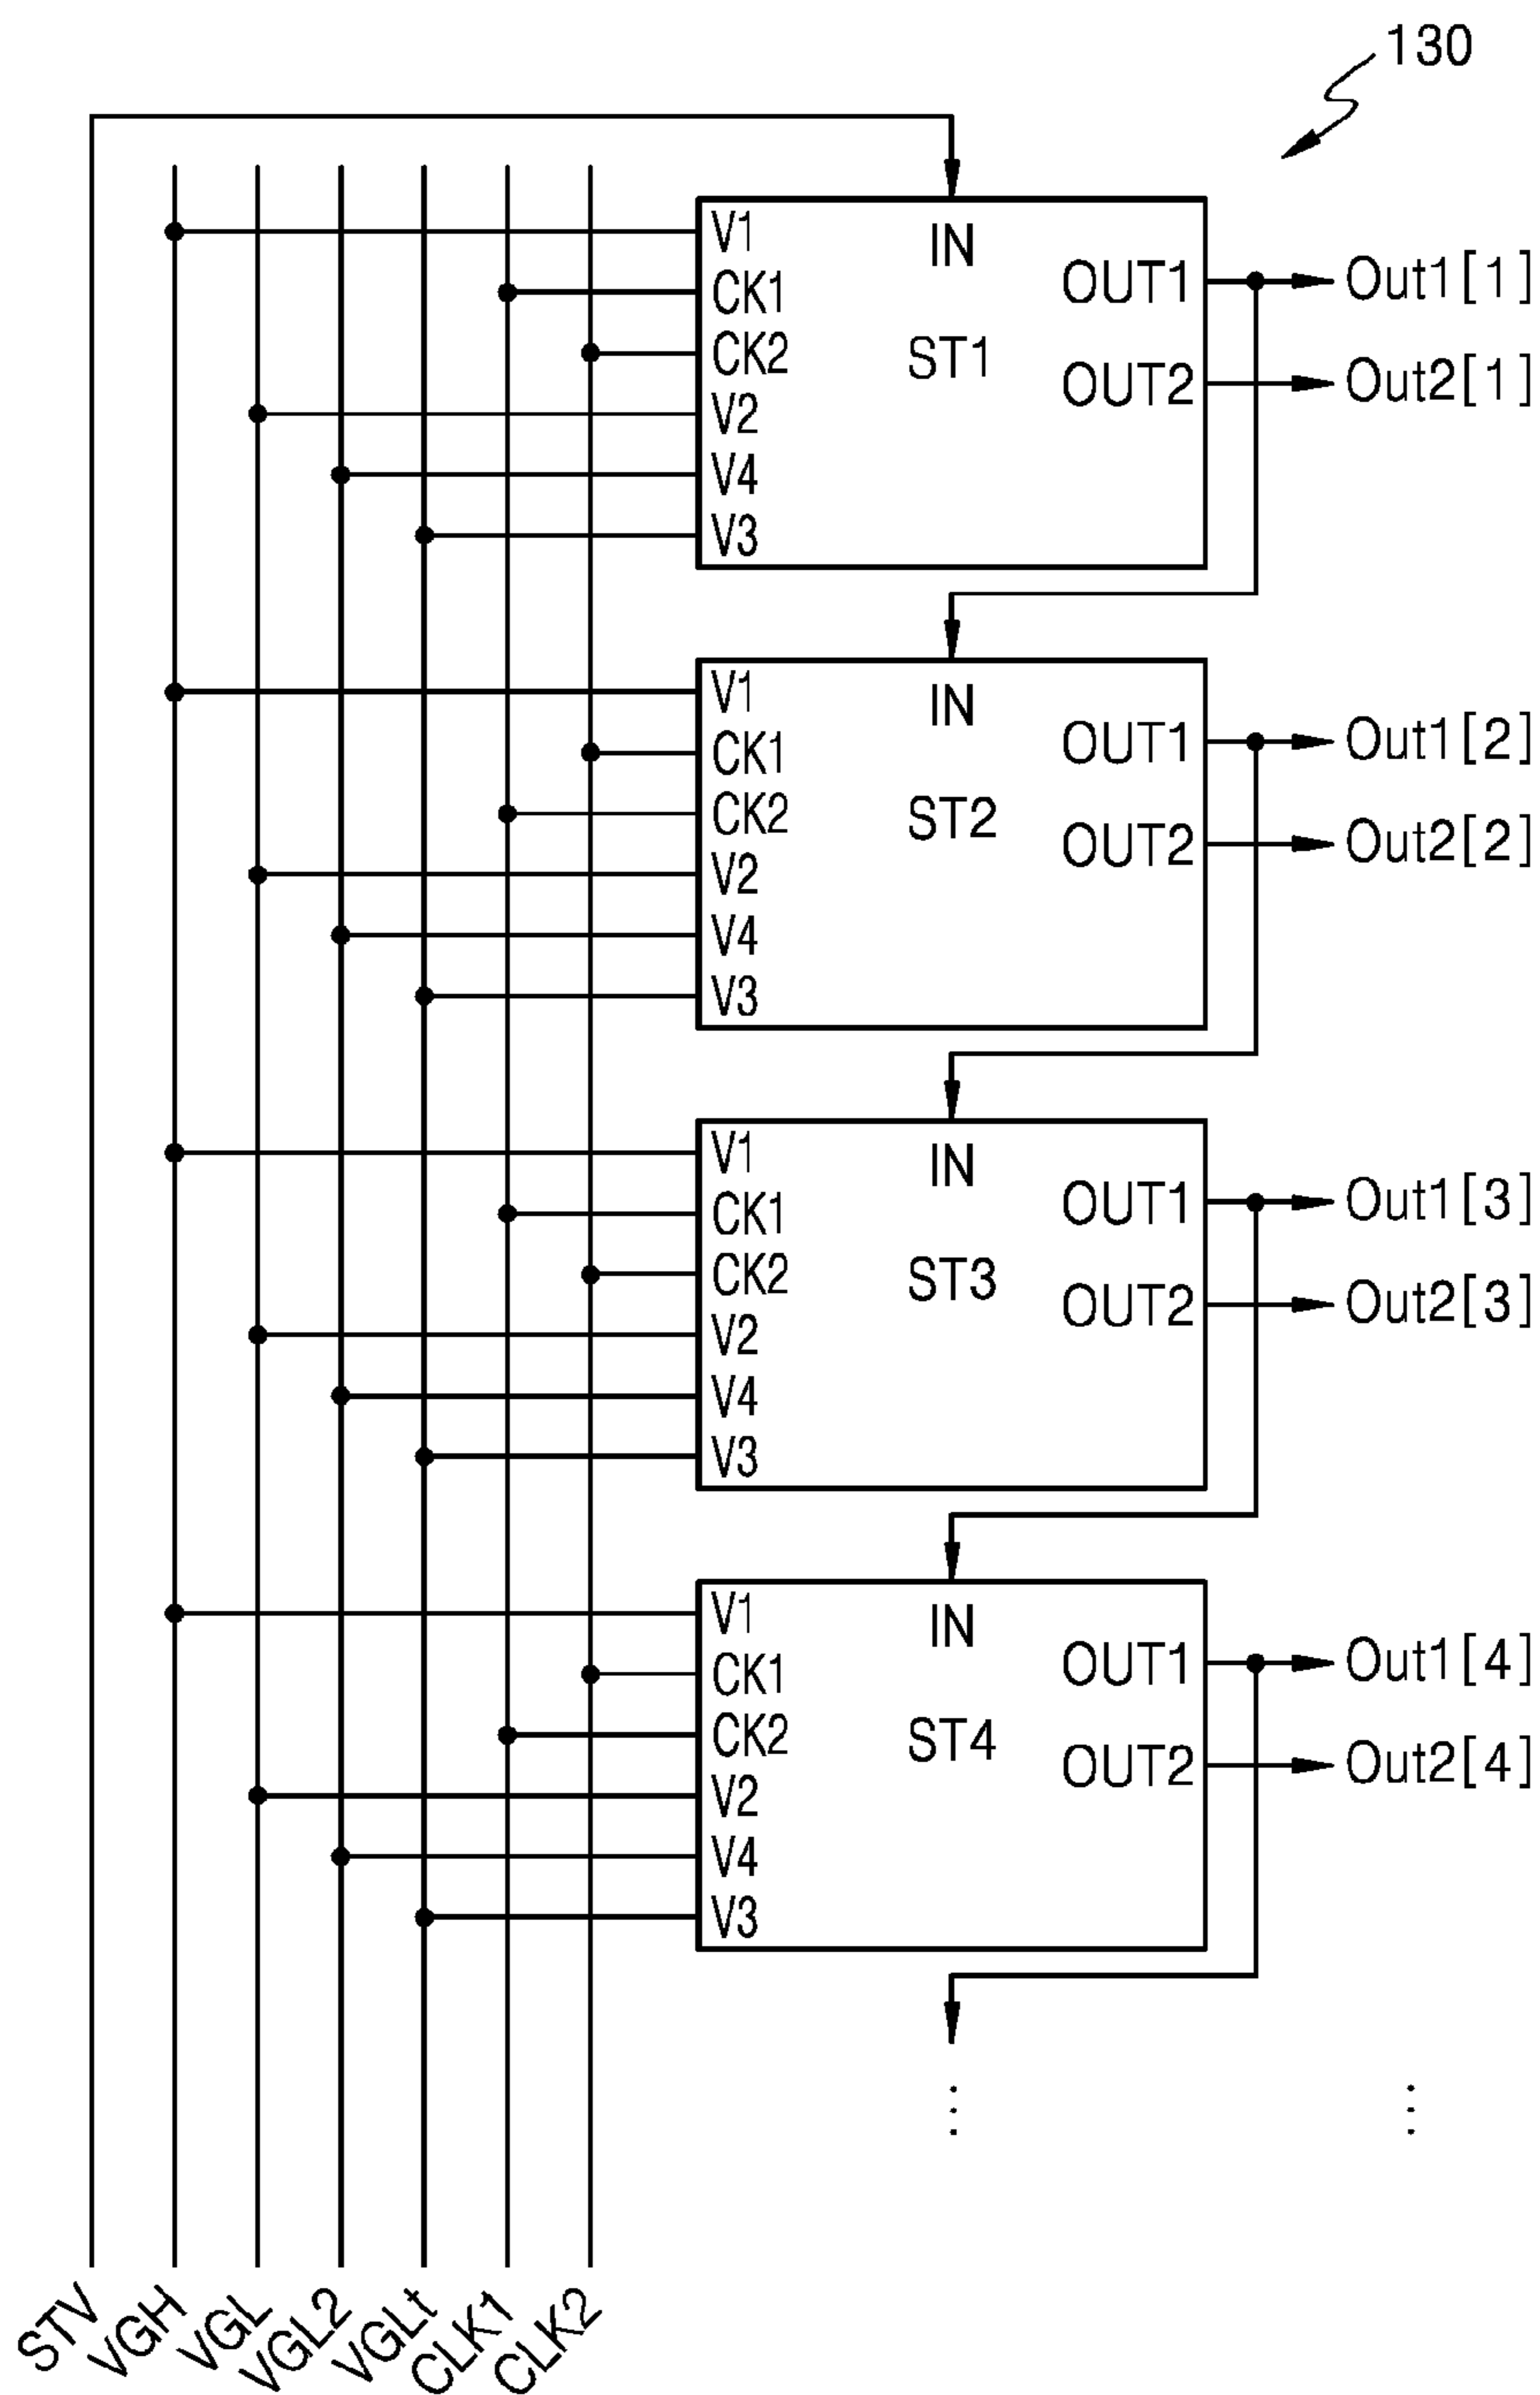 130
V1
IN
OUT1
Out1[1]
CK1
CK2
ST1
OUT2
Out2[1]
V2
V4
V3
V1
IN
OUT1
Out1[2]
CK1
CK2
ST2
OUT2
Out2[2]
V2
V4
V3
V1
IN
OUT1
Out1[3]
CK1
CK2
ST3
OUT2
Out2[3]
V2
V4
V3
V1
IN
OUT1
Out1[4]
CK1
CK2
ST4
OUT2
Out2[4]
V2
V4
V3
STV
VGH
VGL
VGL2
VGLt
CLK1
CLK2